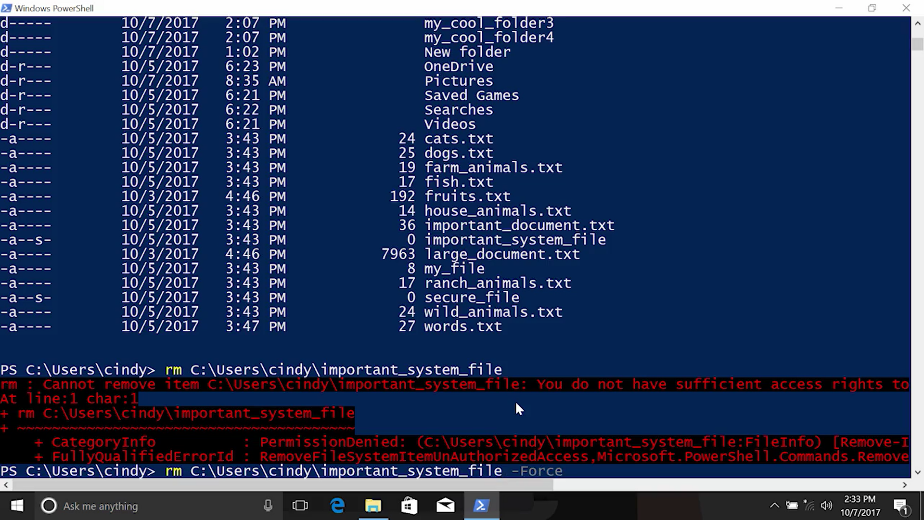 Windows PowerShell
d----- 10/7/2017 2:07 PM my_cool_folder3
d----- 10/7/2017 2:07 PM my_cool_folder4
d----- 10/7/2017 1:02 PM New folder
d-r--- 10/5/2017 6:23 PM OneDrive
d-r--- 10/7/2017 8:35 AM Pictures
d-r--- 10/5/2017 6:21 PM Saved Games
d-r--- 10/5/2017 6:22 PM Searches
d-r--- 10/5/2017 6:21 PM Videos
-a---- 10/5/2017 3:43 PM 24 cats.txt
-a---- 10/5/2017 3:43 PM 25 dogs.txt
-a---- 10/5/2017 3:43 PM 19 farm_animals.txt
-a---- 10/5/2017 3:43 PM 17 fish.txt
-a---- 10/3/2017 4:46 PM 192 fruits.txt
-a---- 10/5/2017 3:43 PM 14 house_animals.txt
-a---- 10/5/2017 3:43 PM 36 important_document.txt
-a--s- 10/5/2017 3:43 PM 0 important_system_file
-a---- 10/3/2017 4:46 PM 7963 large_document.txt
-a---- 10/5/2017 3:43 PM 8 my_file
-a---- 10/5/2017 3:43 PM 17 ranch_animals.txt
-a--s- 10/5/2017 3:43 PM 0 secure_file
-a---- 10/5/2017 3:43 PM 24 wild_animals.txt
-a---- 10/5/2017 3:47 PM 27 words.txt
PS C:\Users\cindy> rm C:\Users\cindy\important_system_file
rm : Cannot remove item C:\Users\cindy\important_system_file: You do not have sufficient access rights to
At line:1 char:1
+ rm C:\Users\cindy\important_system_file
+ ~~~~~~~~~~~~~~~~~~~~~~~~~~~~~~~~~~~~~~~
+ CategoryInfo : PermissionDenied: (C:\Users\cindy\important_system_file:FileInfo) [Remove-I
+ FullyQualifiedErrorId : RemoveFileSystemItemUnAuthorizedAccess,Microsoft.PowerShell.Commands.Remove
PS C:\Users\cindy> rm C:\Users\cindy\important_system_file -Force
Ask me anything
2:33 PM
10/7/2017
1